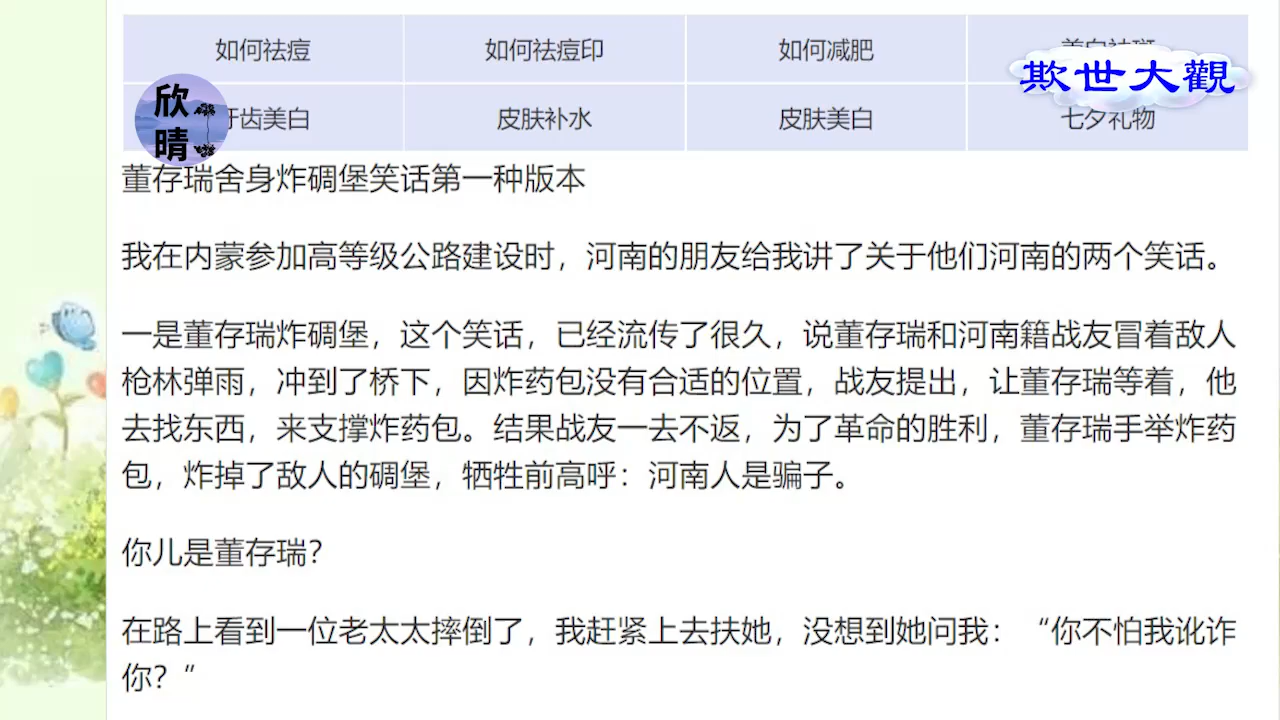 如何祛痘 如何祛痘印 如何减肥
欺世大觀
欣晴
牙齿美白 皮肤补水 皮肤美白 七夕礼物
董存瑞舍身炸碉堡笑话第一种版本
我在内蒙参加高等级公路建设时，河南的朋友给我讲了关于他们河南的两个笑话。
一是董存瑞炸碉堡，这个笑话，已经流传了很久，说董存瑞和河南籍战友冒着敌人
枪林弹雨，冲到了桥下，因炸药包没有合适的位置，战友提出，让董存瑞等着，他
去找东西，来支撑炸药包。结果战友一去不返，为了革命的胜利，董存瑞手举炸药
包，炸掉了敌人的碉堡，牺牲前高呼：河南人是骗子。
你儿是董存瑞？
在路上看到一位老太太摔倒了，我赶紧上去扶她，没想到她问我：“你不怕我讹诈
你？”